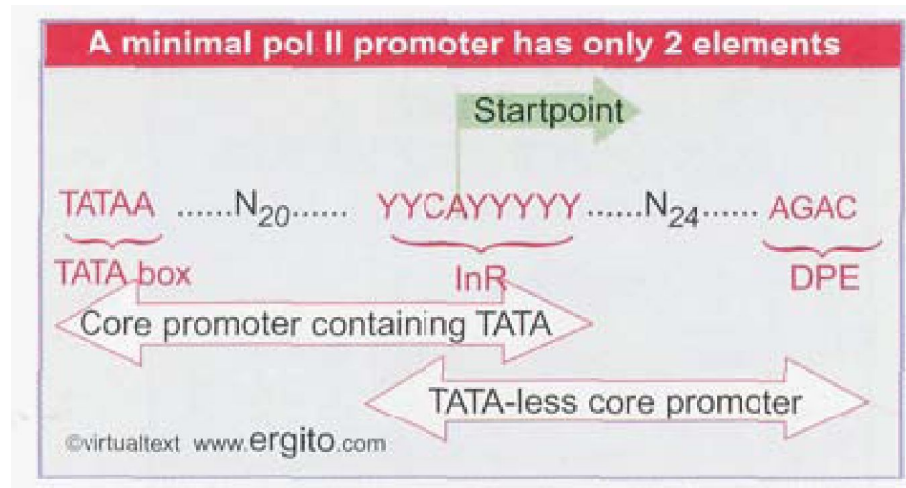 A minimal pol II promoter has only 2 elements
Startpoint
TATAA ......N20...... YYCAYYYYY ......N24...... AGAC
TATA box InR DPE
Core promoter containing TATA
TATA-less core promoter
©virtualtext www.ergito.com